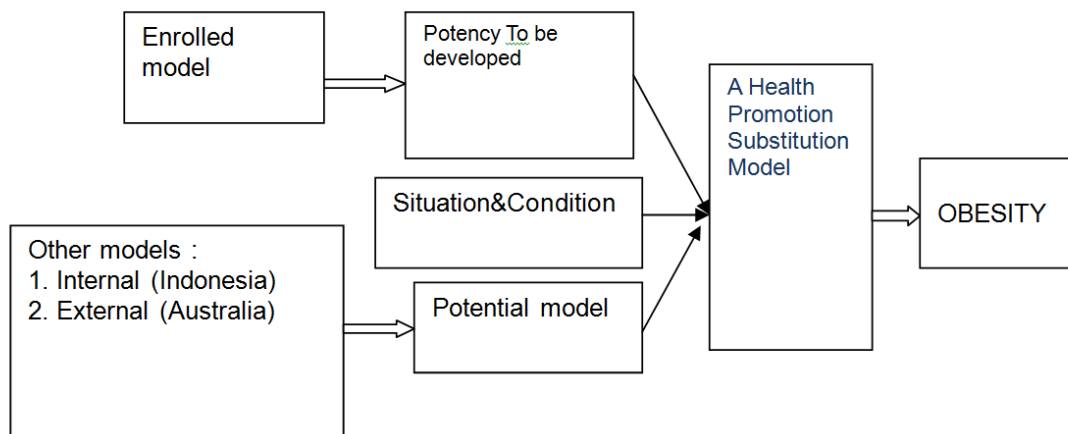 Enrolled
model
Potency To be
developed
A Health
Promotion
Substitution
Model
Situation&Condition
OBESITY
Other models :
1. Internal (Indonesia)
2. External (Australia)
Potential model